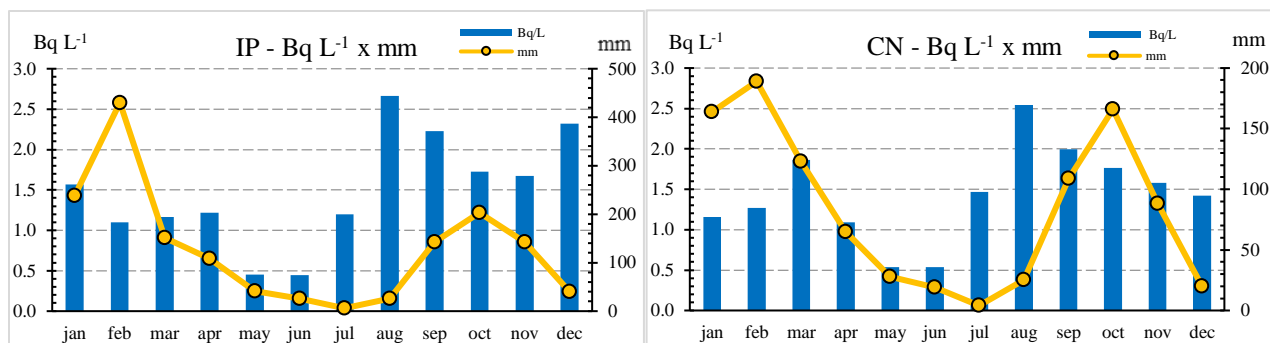 Bq L-1
IP - Bq L-1 x mm
Bq/L
mm
mm
3.0
2.5
2.0
1.5
1.0
0.5
0.0
500
400
300
200
100
0
jan feb mar apr may jun jul aug sep oct nov dec
Bq L-1
CN - Bq L-1 x mm
Bq/L
mm
mm
3.0
2.5
2.0
1.5
1.0
0.5
0.0
200
150
100
50
0
jan feb mar apr may jun jul aug sep oct nov dec